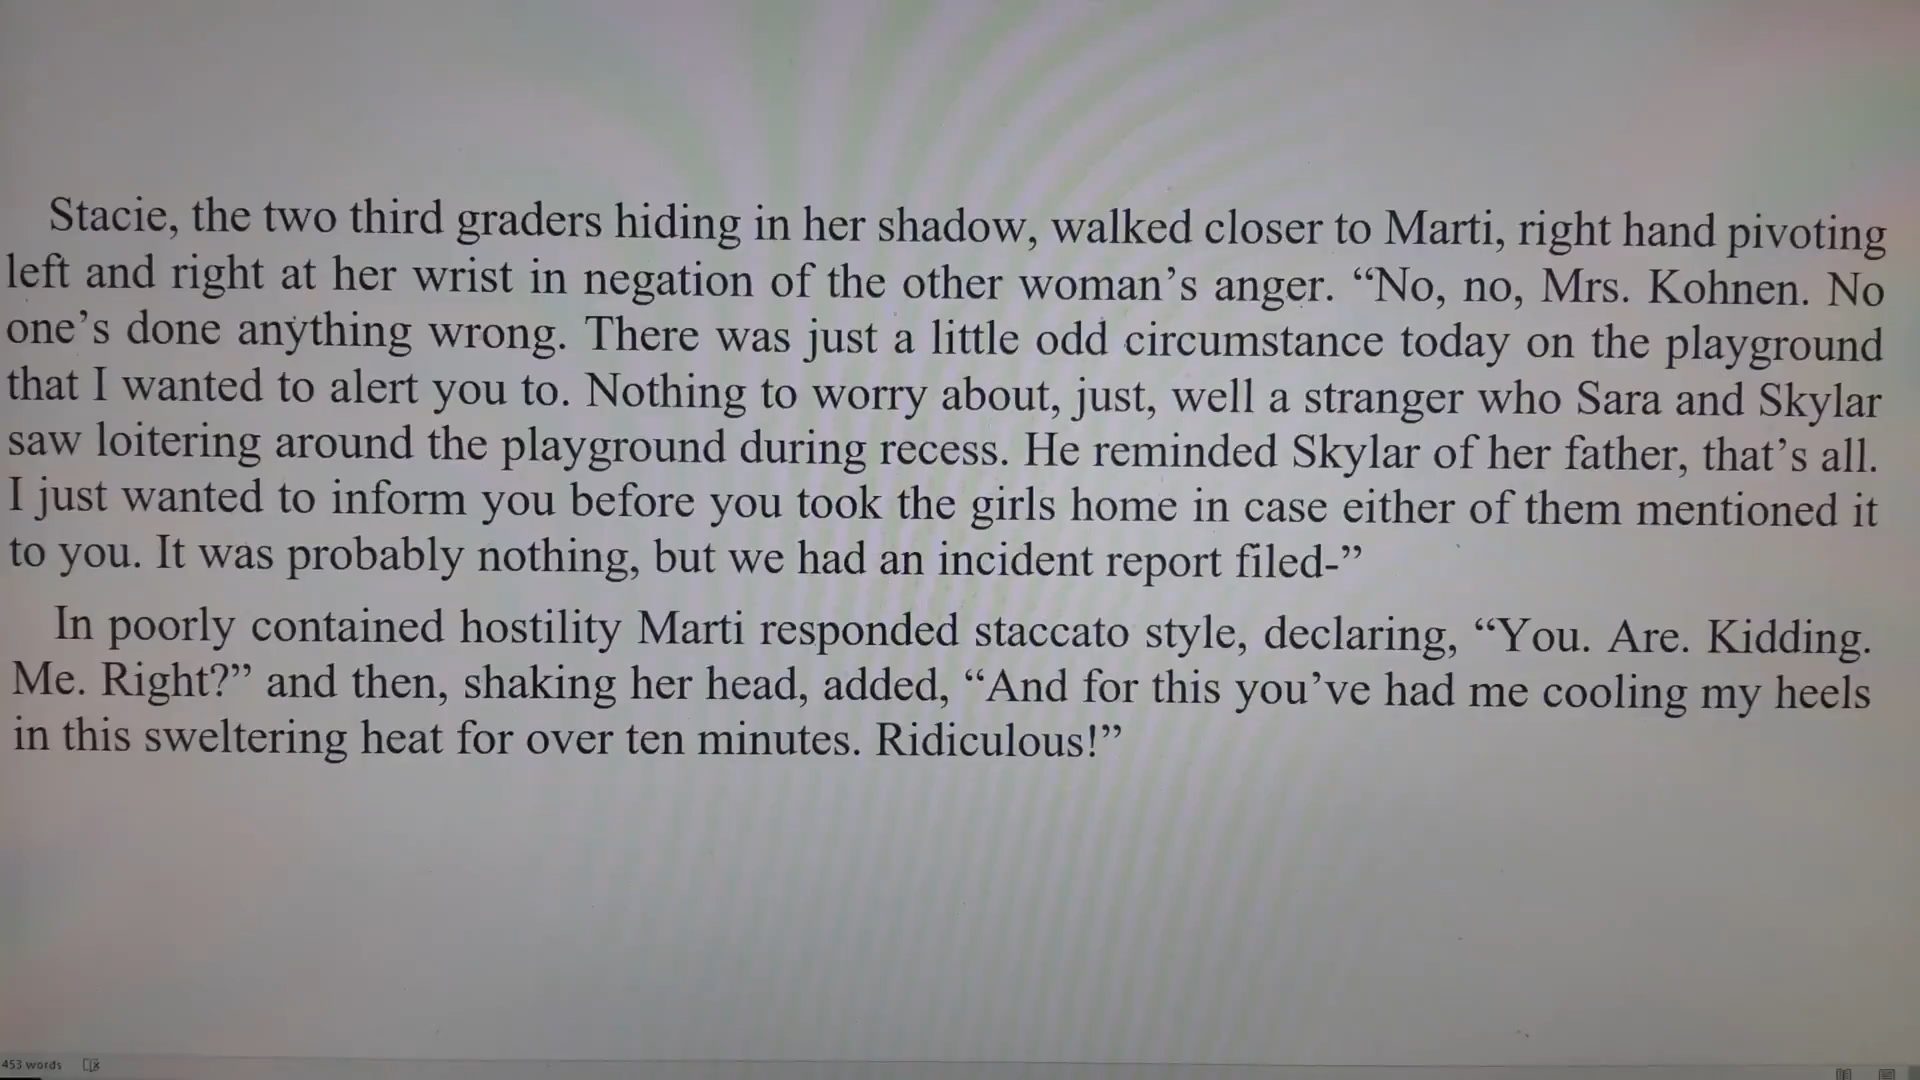 Stacie, the two third graders hiding in her shadow, walked closer to Marti, right hand pivoting
left and right at her wrist in negation of the other woman’s anger. “No, no, Mrs. Kohnen. No
one’s done anything wrong. There was just a little odd circumstance today on the playground
that I wanted to alert you to. Nothing to worry about, just, well a stranger who Sara and Skylar
saw loitering around the playground during recess. He reminded Skylar of her father, that’s all.
I just wanted to inform you before you took the girls home in case either of them mentioned it
to you. It was probably nothing, but we had an incident report filed-”
In poorly contained hostility Marti responded staccato style, declaring, “You. Are. Kidding.
Me. Right?” and then, shaking her head, added, “And for this you’ve had me cooling my heels
in this sweltering heat for over ten minutes. Ridiculous!”
453 words